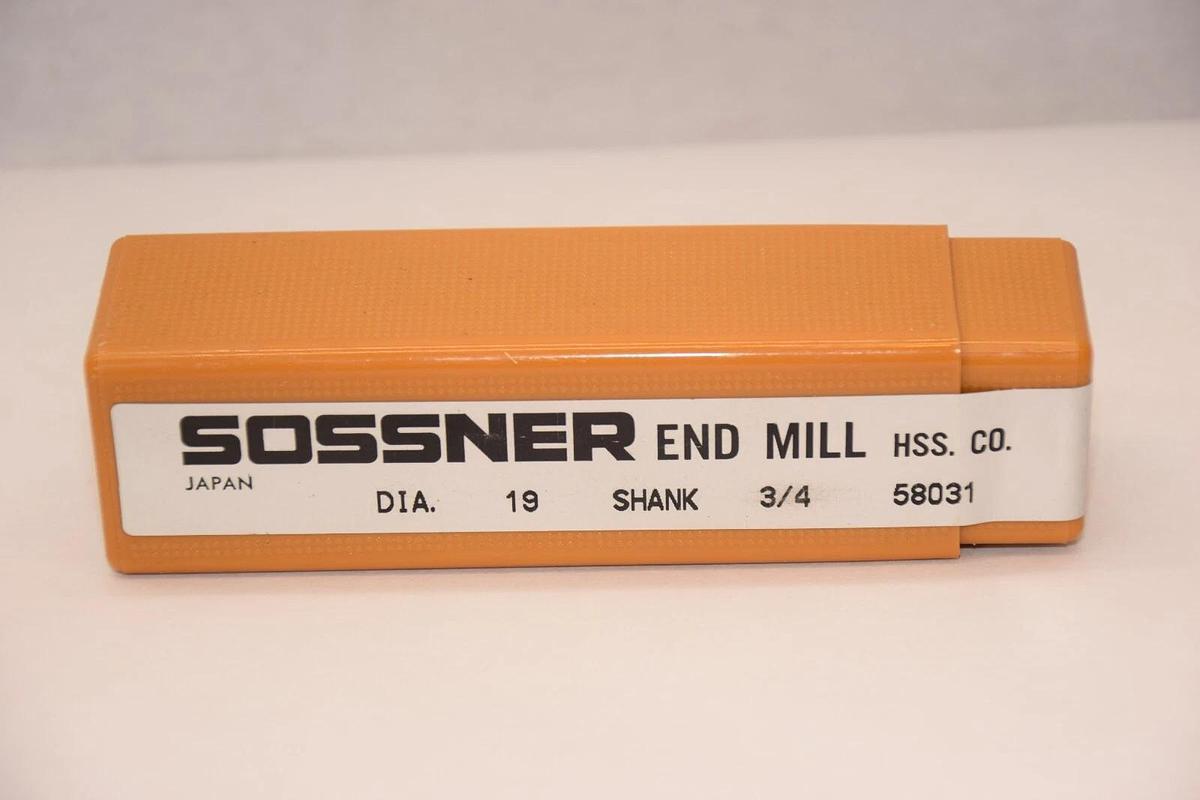 SOSSNER END MILL HSS. CO.
JAPAN
DIA. 19 SHANK 3/4 58031